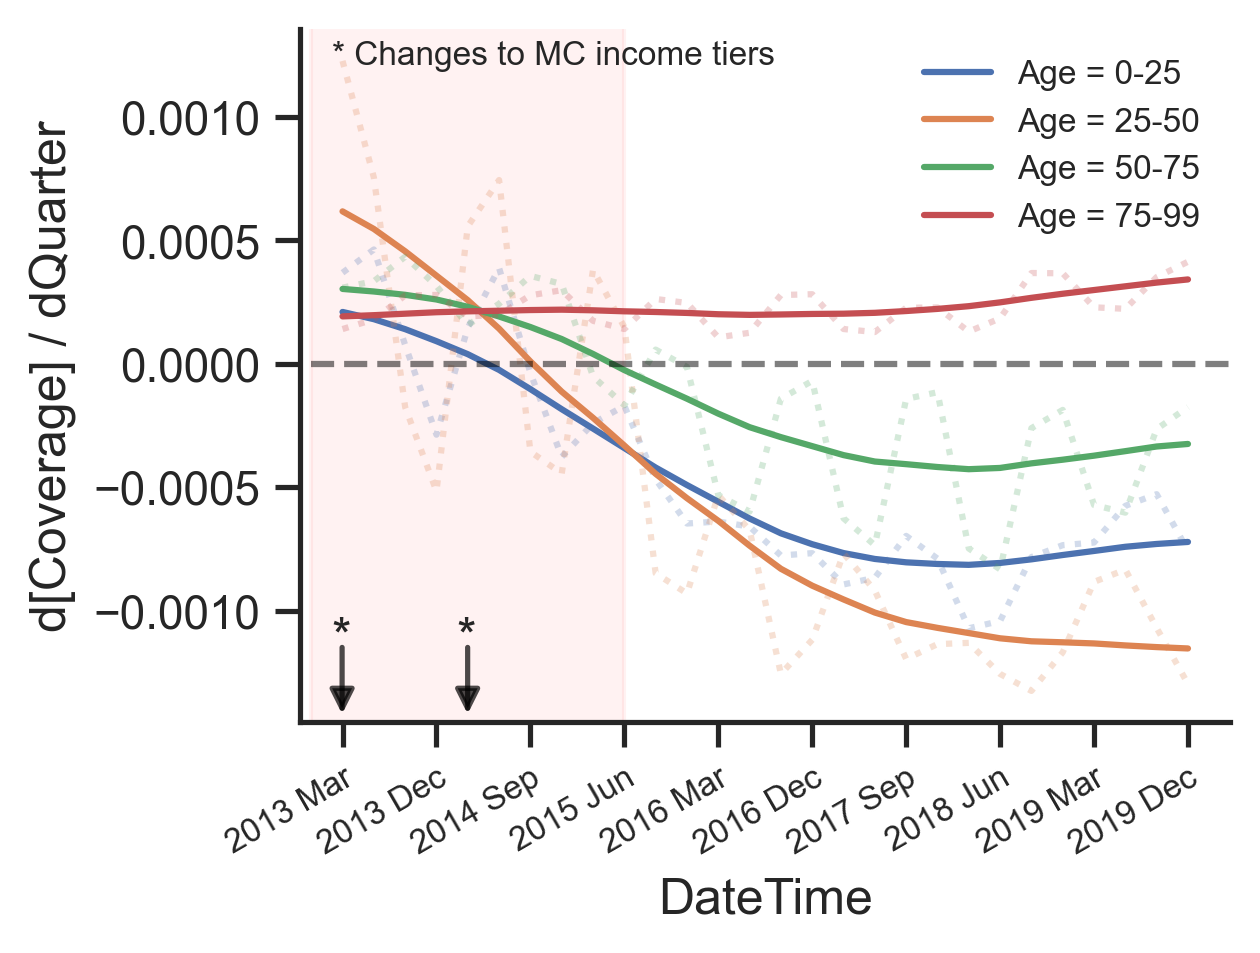 * Changes to MC income tiers
Age = 0-25
Age = 25-50
Age = 50-75
Age = 75-99
d[Coverage] / dQuarter
0.0010
0.0005
0.0000
−0.0005
−0.0010
* *
2013 Mar
2013 Dec
2014 Sep
2015 Jun
2016 Mar
2016 Dec
2017 Sep
2018 Jun
2019 Mar
2019 Dec
DateTime